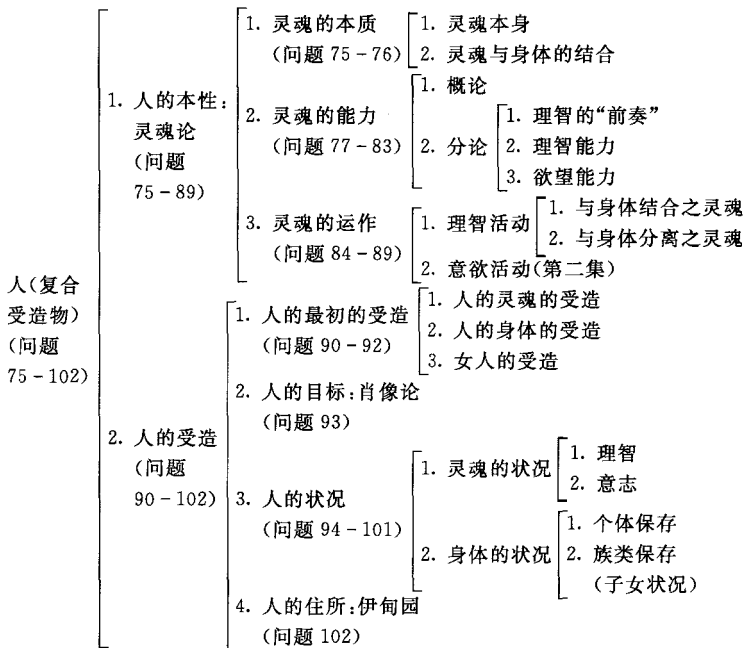 人(复合
受造物)
(问题
75-102)
1. 人的本性:
灵魂论
(问题
75-89)
1. 灵魂的本质
(问题 75-76)
1. 灵魂本身
2. 灵魂与身体的结合
2. 灵魂的能力
(问题 77-83)
1. 概论
2. 分论
1. 理智的“前奏”
2. 理智能力
3. 欲望能力
3. 灵魂的运作
(问题 84-89)
1. 理智活动
1. 与身体结合之灵魂
2. 与身体分离之灵魂
2. 意欲活动(第二集)
2. 人的受造
(问题
90-102)
1. 人的最初的受造
(问题 90-92)
1. 人的灵魂的受造
2. 人的身体的受造
3. 女人的受造
2. 人的目标:肖像论
(问题 93)
3. 人的状况
(问题 94-101)
1. 灵魂的状况
1. 理智
2. 意志
2. 身体的状况
1. 个体保存
2. 族类保存
(子女状况)
4. 人的住所:伊甸园
(问题 102)